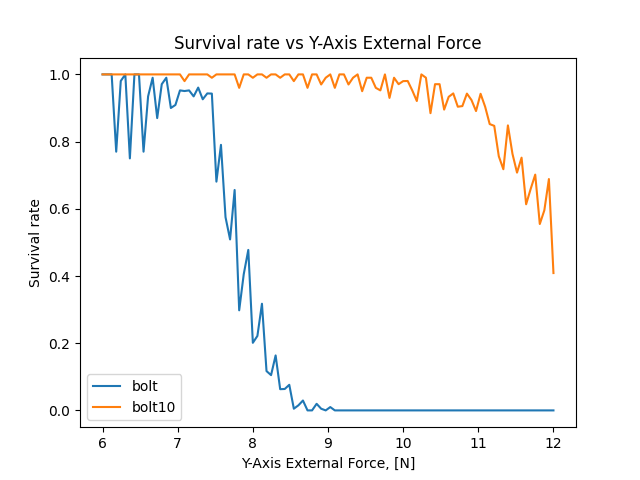 Survival rate vs Y-Axis External Force
Survival rate
1.0
0.8
0.6
0.4
0.2
0.0
bolt
bolt10
6 7 8 9 10 11 12
Y-Axis External Force, [N]